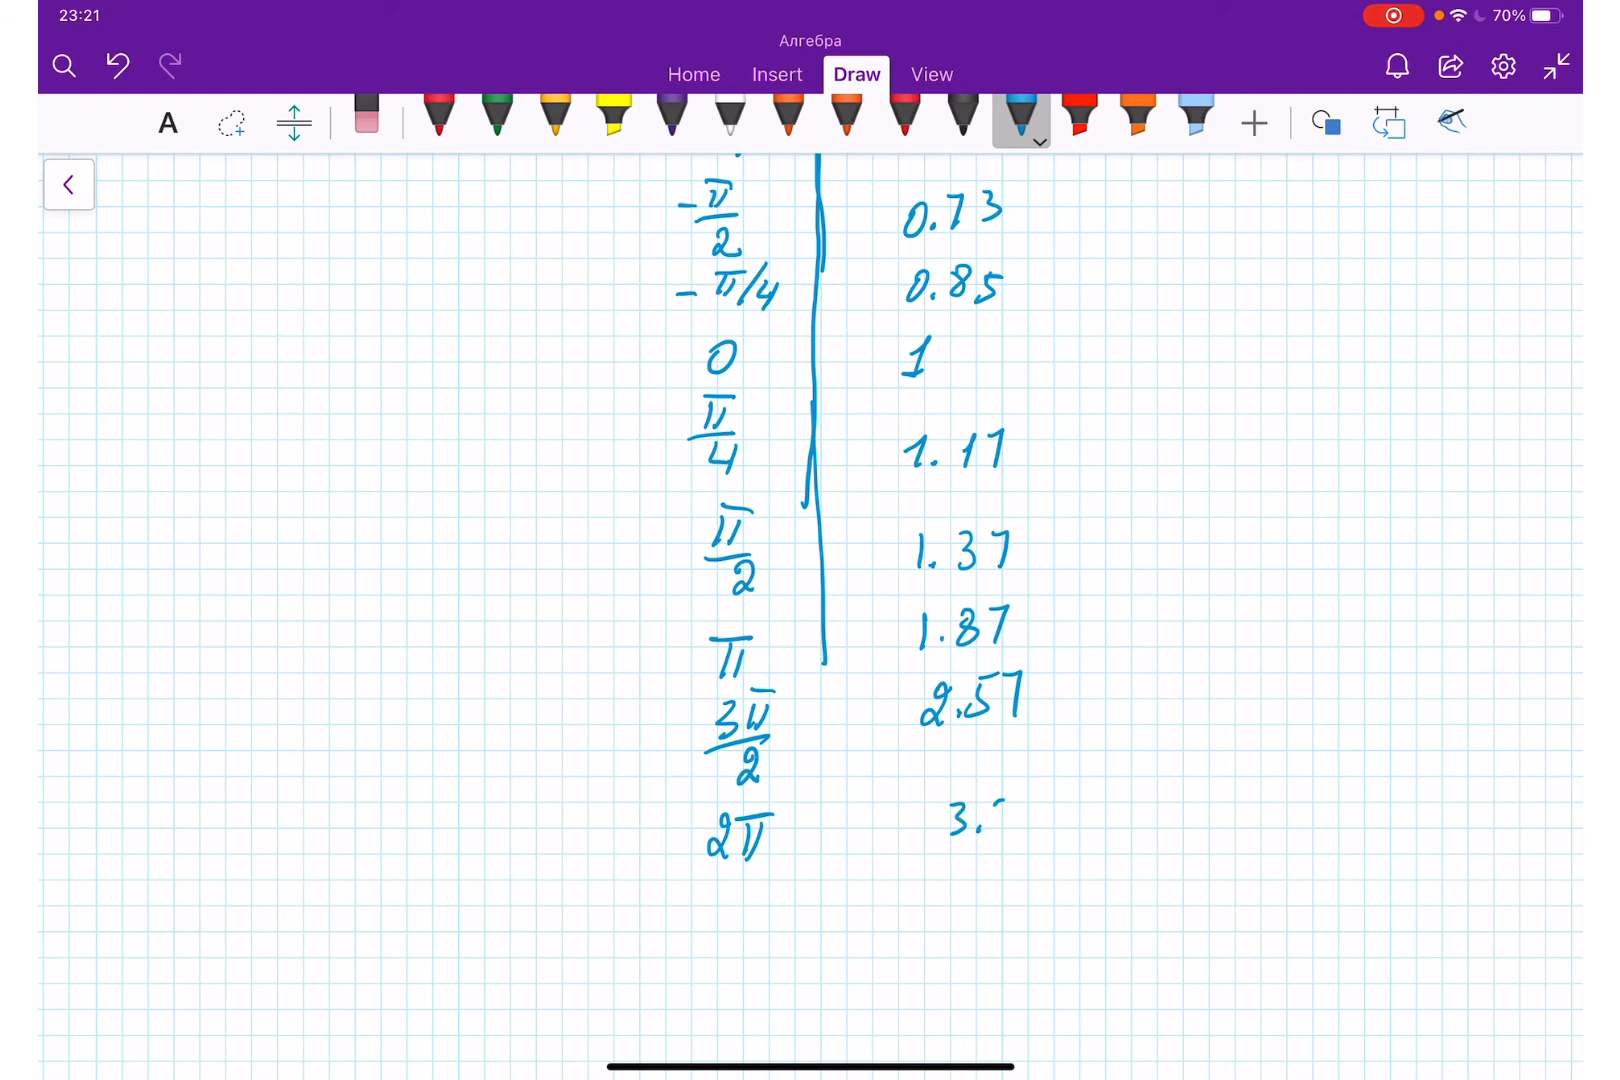 23:21
70%
Алгебра
Home Insert Draw View
A
-π/2 0.73
-π/4 0.85
0 1
π/4 1.17
π/2 1.37
π 1.87
3π/2 2.57
2π 3.